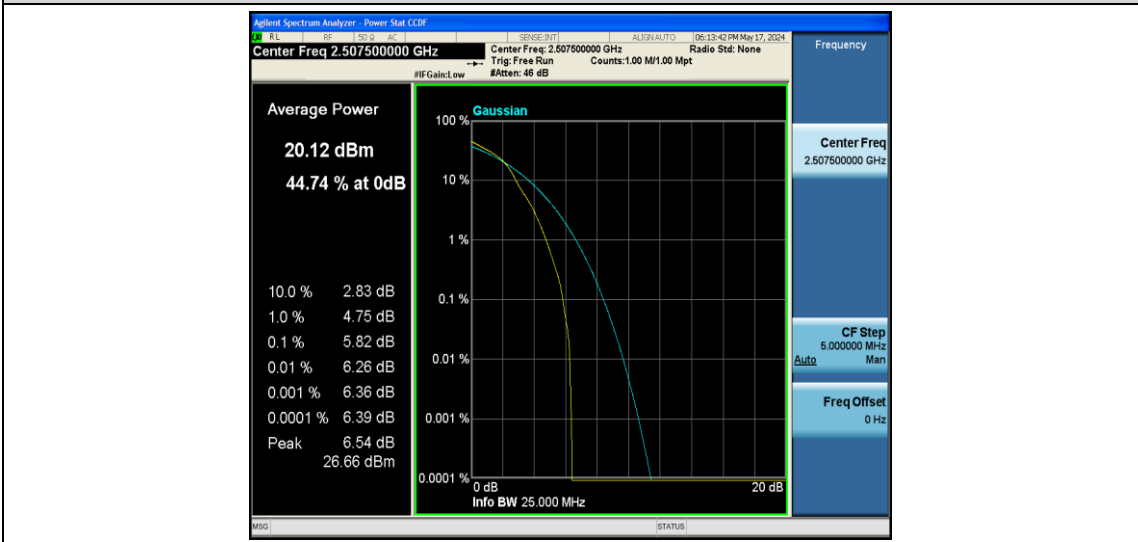 Agilent Spectrum Analyzer - Power Stat CCDF
LXI RL RF 50 Ω AC SENSE:INT ALIGNAUTO 06:13:42 PM May 17, 2024
Center Freq 2.507500000 GHz
Center Freq: 2.507500000 GHz Radio Std: None
Trig: Free Run Counts:1.00 M/1.00 Mpt
#IFGain:Low #Atten: 46 dB
Frequency
Average Power
20.12 dBm
44.74 % at 0dB
10.0 % 2.83 dB
1.0 % 4.75 dB
0.1 % 5.82 dB
0.01 % 6.26 dB
0.001 % 6.36 dB
0.0001 % 6.39 dB
Peak 6.54 dB
26.66 dBm
Gaussian
100 %
10 %
1 %
0.1 %
0.01 %
0.001 %
0.0001 %
0 dB 20 dB
Info BW 25.000 MHz
Center Freq
2.507500000 GHz
CF Step
5.000000 MHz
Auto Man
Freq Offset
0 Hz
MSG STATUS